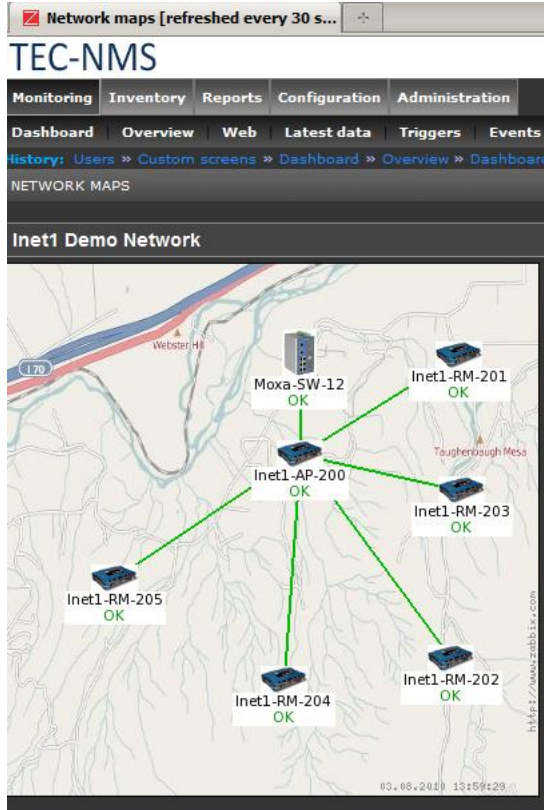 Network maps [refreshed every 30 s...
TEC-NMS
Monitoring Inventory Reports Configuration Administration
Dashboard Overview Web Latest data Triggers Events
History: Users » Custom screens » Dashboard » Overview » Dashboard
NETWORK MAPS
Inet1 Demo Network
170
Webster Hill
Moxa-SW-12
OK
Inet1-RM-201
OK
Taughenbaugh Mesa
Inet1-AP-200
OK
Inet1-RM-203
OK
Inet1-RM-205
OK
Inet1-RM-204
OK
Inet1-RM-202
OK
http://www.zabbix.com
03.08.2010 13:59:29